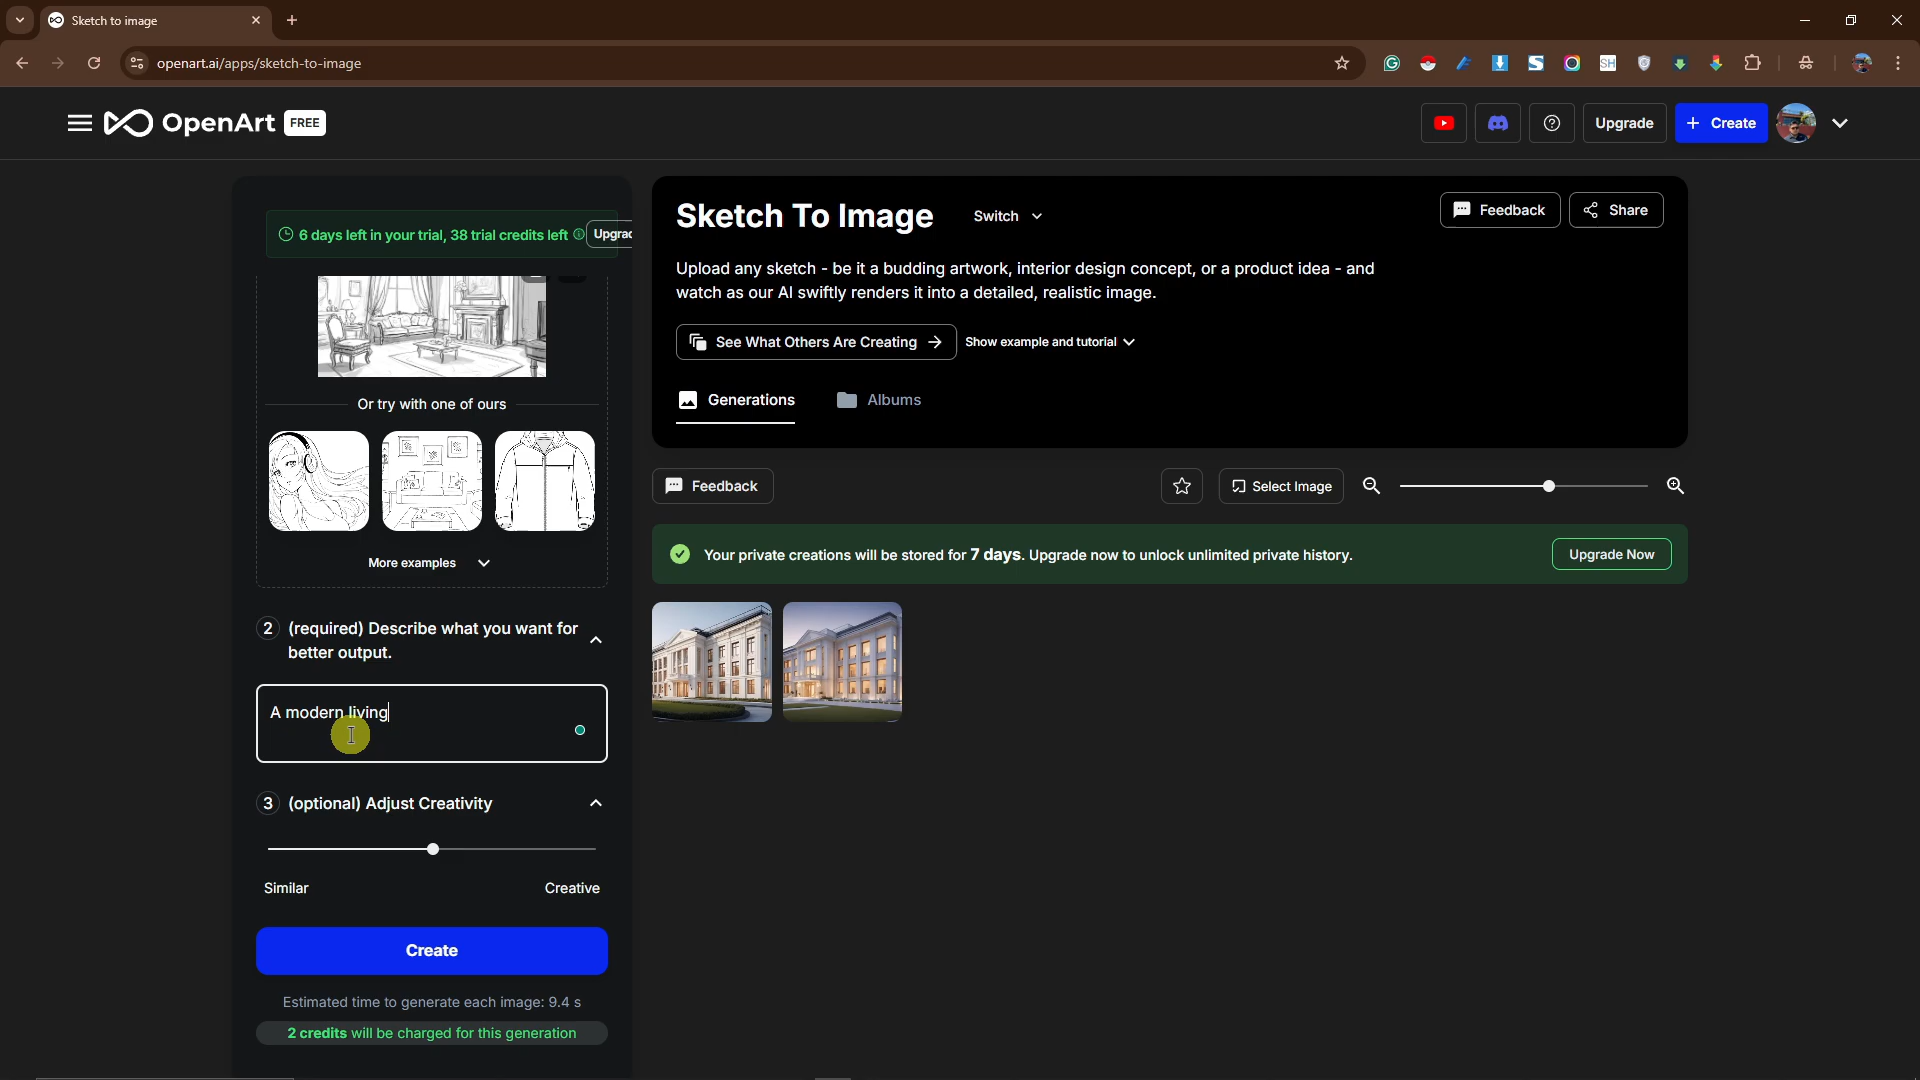 Sketch to image
openart.ai/apps/sketch-to-image
OpenArt FREE
Upgrade
+ Create
6 days left in your trial, 38 trial credits left
Upgrad
Or try with one of ours
More examples
2 (required) Describe what you want for
better output.
A modern living
3 (optional) Adjust Creativity
Similar Creative
Create
Estimated time to generate each image: 9.4 s
2 credits will be charged for this generation
Sketch To Image
Switch
Feedback
Share
Upload any sketch - be it a budding artwork, interior design concept, or a product idea - and
watch as our AI swiftly renders it into a detailed, realistic image.
See What Others Are Creating
Show example and tutorial
Generations
Albums
Feedback
Select Image
Your private creations will be stored for 7 days. Upgrade now to unlock unlimited private history.
Upgrade Now